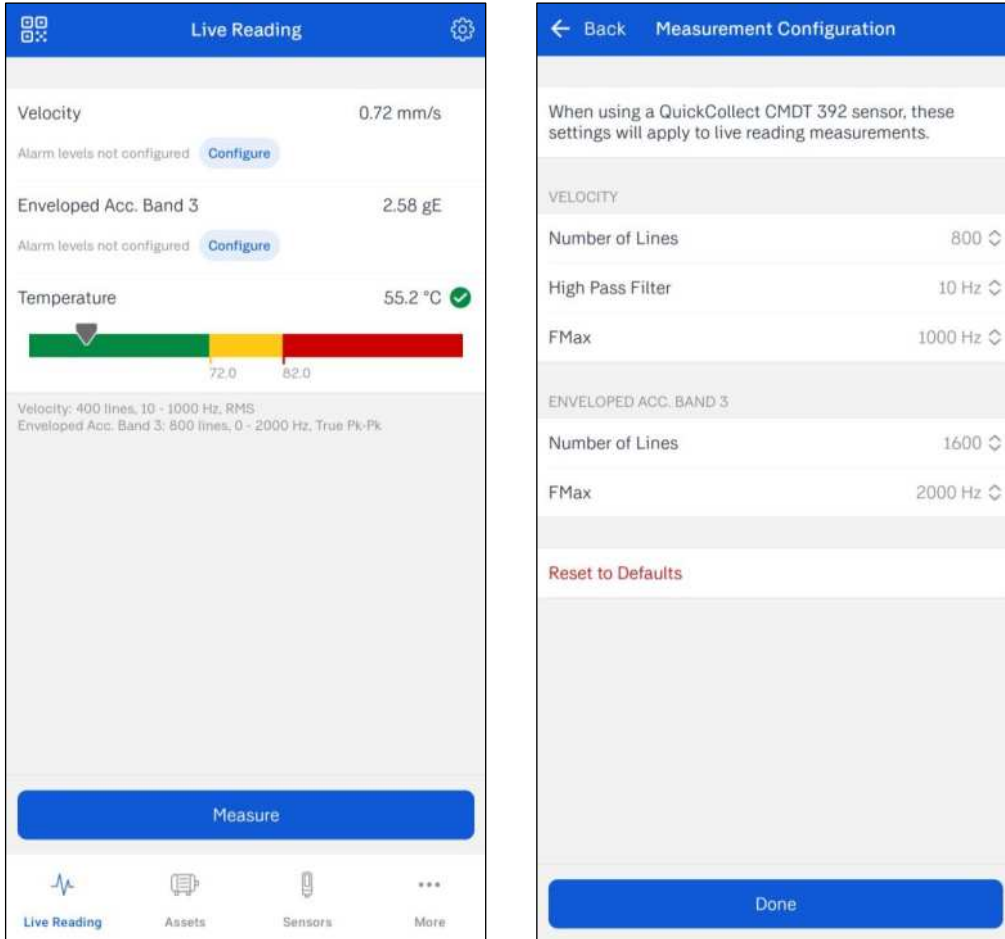 Live Reading
Velocity 0.72 mm/s
Alarm levels not configured Configure
Enveloped Acc. Band 3 2.58 gE
Alarm levels not configured Configure
Temperature 55.2 °C
72.0 82.0
Velocity: 400 lines, 10 - 1000 Hz, RMS
Enveloped Acc. Band 3: 800 lines, 0 - 2000 Hz, True Pk-Pk
Measure
Live Reading Assets Sensors More
Back Measurement Configuration
When using a QuickCollect CMDT 392 sensor, these
settings will apply to live reading measurements.
VELOCITY
Number of Lines 800
High Pass Filter 10 Hz
FMax 1000 Hz
ENVELOPED ACC. BAND 3
Number of Lines 1600
FMax 2000 Hz
Reset to Defaults
Done